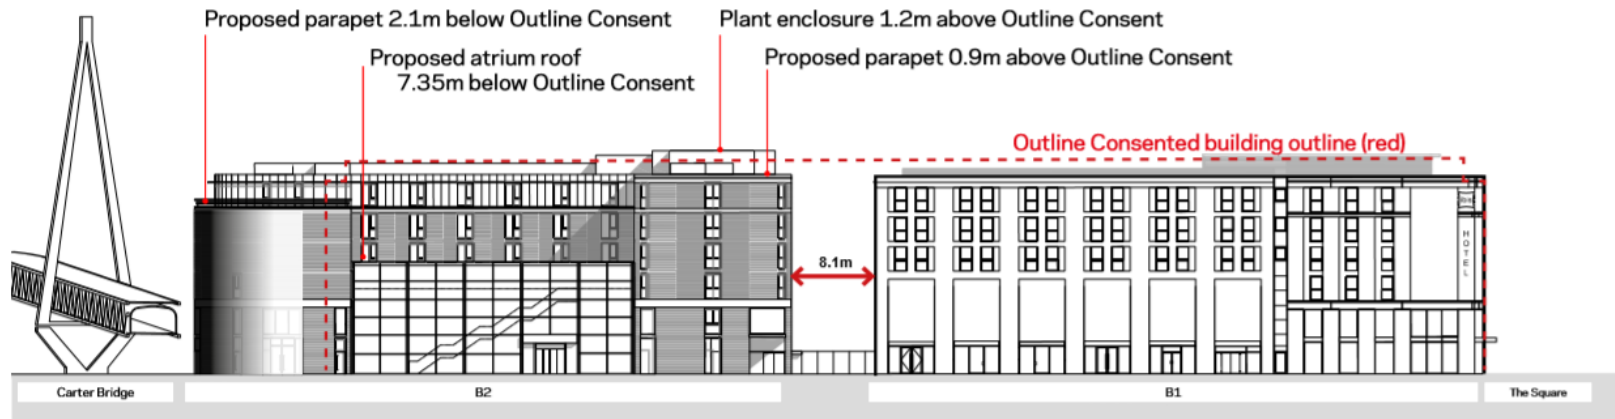 Proposed parapet 2.1m below Outline Consent
Plant enclosure 1.2m above Outline Consent
Proposed atrium roof
7.35m below Outline Consent
Proposed parapet 0.9m above Outline Consent
Outline Consented building outline (red)
8.1m
HOTEL
Carter Bridge
B2
B1
The Square